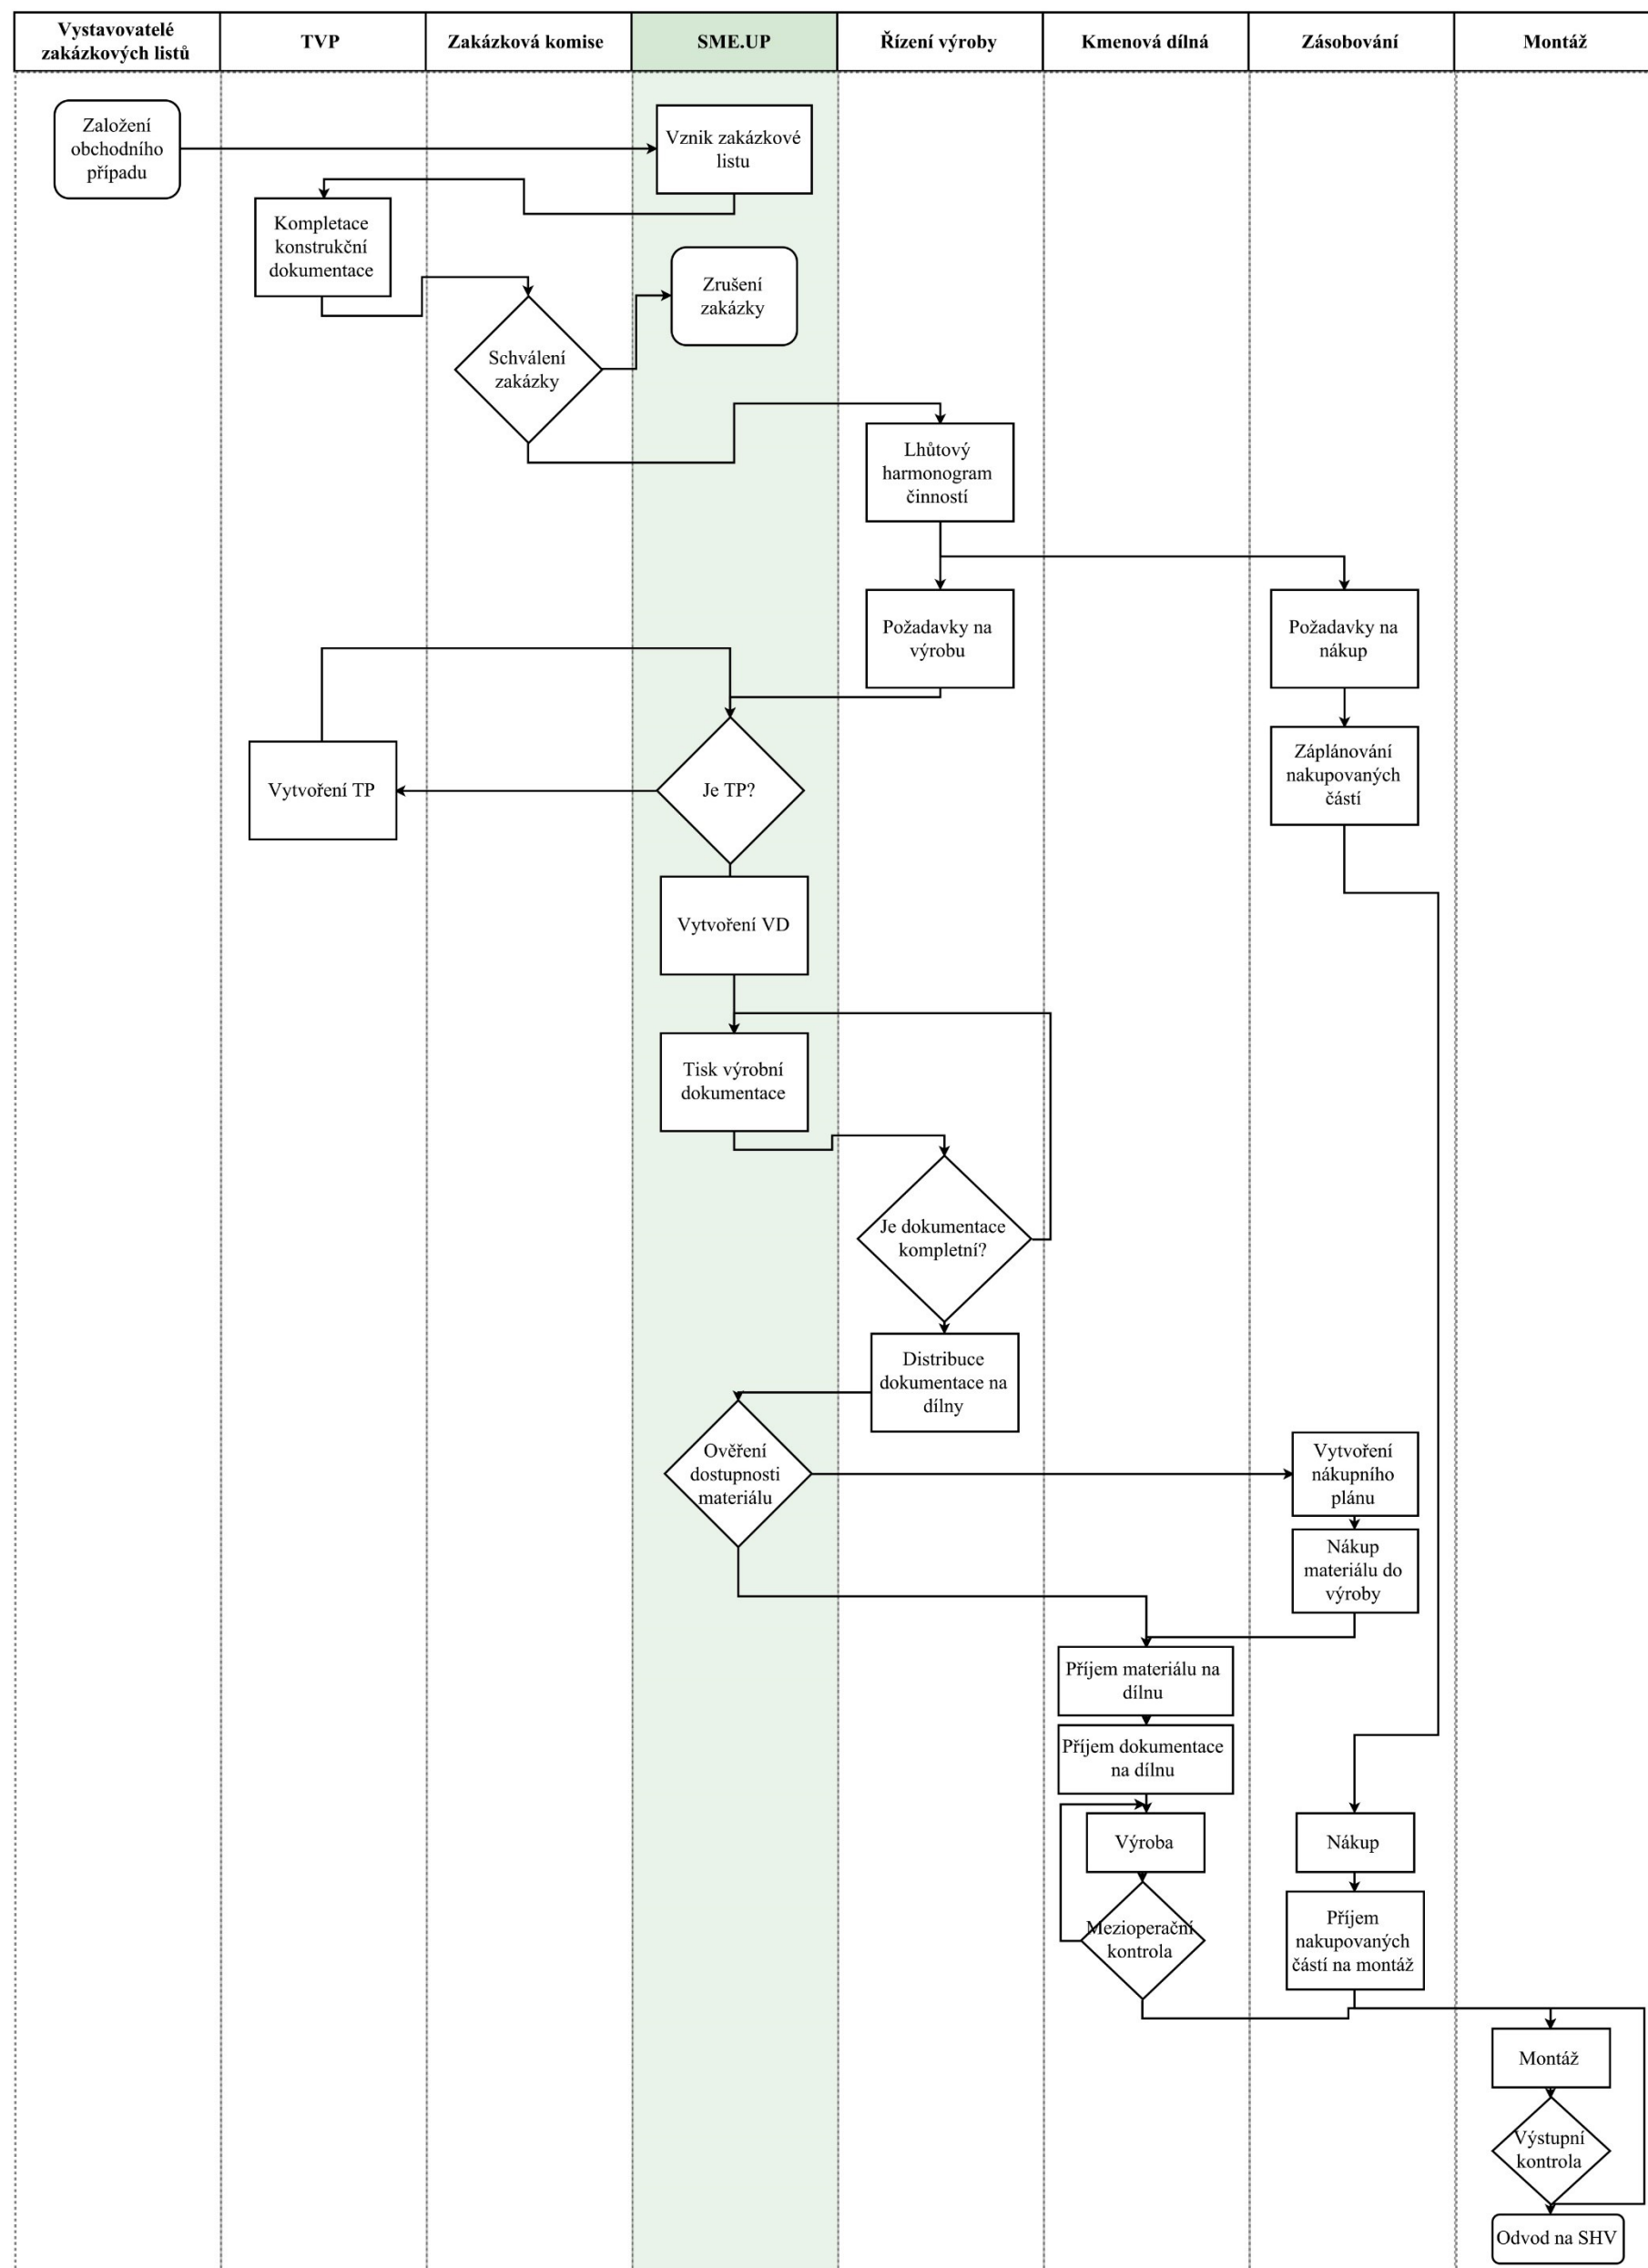 Vystavovatelé
zakázkových listů
TVP
Zakázková komise
SME.UP
Řízení výroby
Kmenová dílná
Zásobování
Montáž
Založení
obchodního
případu
Vznik zakázkové
listu
Kompletace
konstrukční
dokumentace
Zrušení
zakázky
Schválení
zakázky
Lhůtový
harmonogram
činností
Požadavky na
výrobu
Požadavky na
nákup
Vytvoření TP
Je TP?
Záplánování
nakupovaných
částí
Vytvoření VD
Tisk výrobní
dokumentace
Je dokumentace
kompletní?
Distribuce
dokumentace na
dílny
Ověření
dostupnosti
materiálu
Vytvoření
nákupního
plánu
Nákup
materiálu do
výroby
Příjem materiálu na
dílnu
Příjem dokumentace
na dílnu
Výroba
Nákup
Mezioperační
kontrola
Příjem
nakupovaných
částí na montáž
Montáž
Výstupní
kontrola
Odvod na SHV